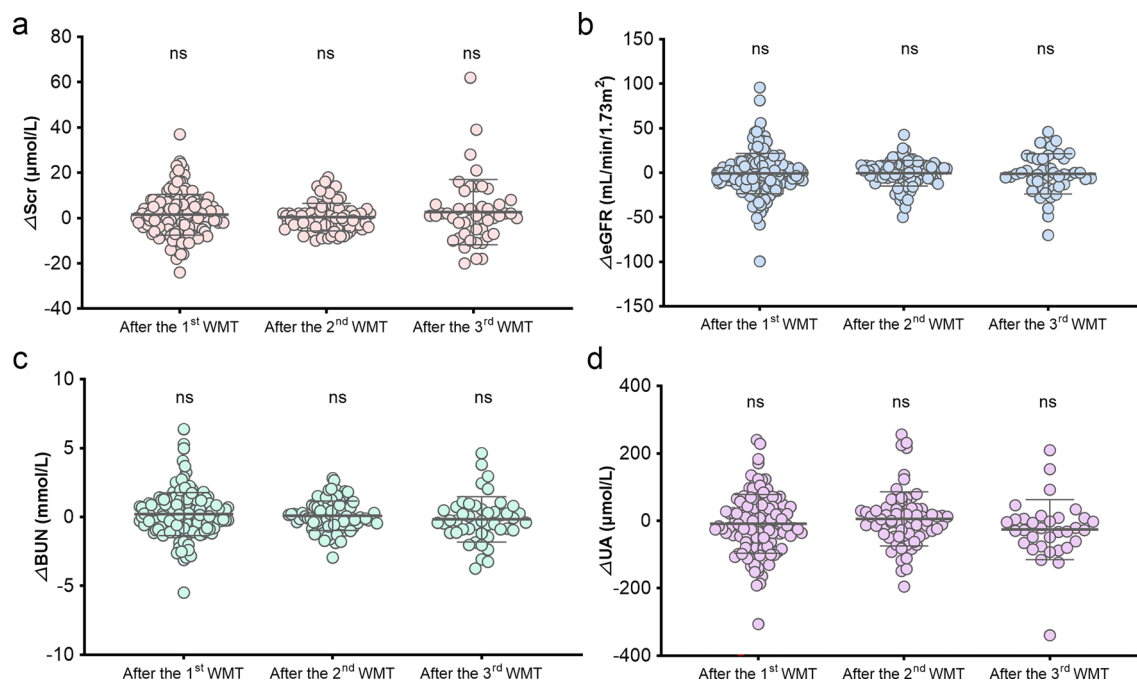 a
ΔScr (μmol/L)
80
60
40
20
0
-20
-40
ns
ns
ns
After the 1st WMT
After the 2nd WMT
After the 3rd WMT
b
ΔeGFR (mL/min/1.73m²)
150
100
50
0
-50
-100
-150
ns
ns
ns
After the 1st WMT
After the 2nd WMT
After the 3rd WMT
c
ΔBUN (mmol/L)
10
5
0
-5
-10
ns
ns
ns
After the 1st WMT
After the 2nd WMT
After the 3rd WMT
d
ΔUA (μmol/L)
400
200
0
-200
-400
ns
ns
ns
After the 1st WMT
After the 2nd WMT
After the 3rd WMT